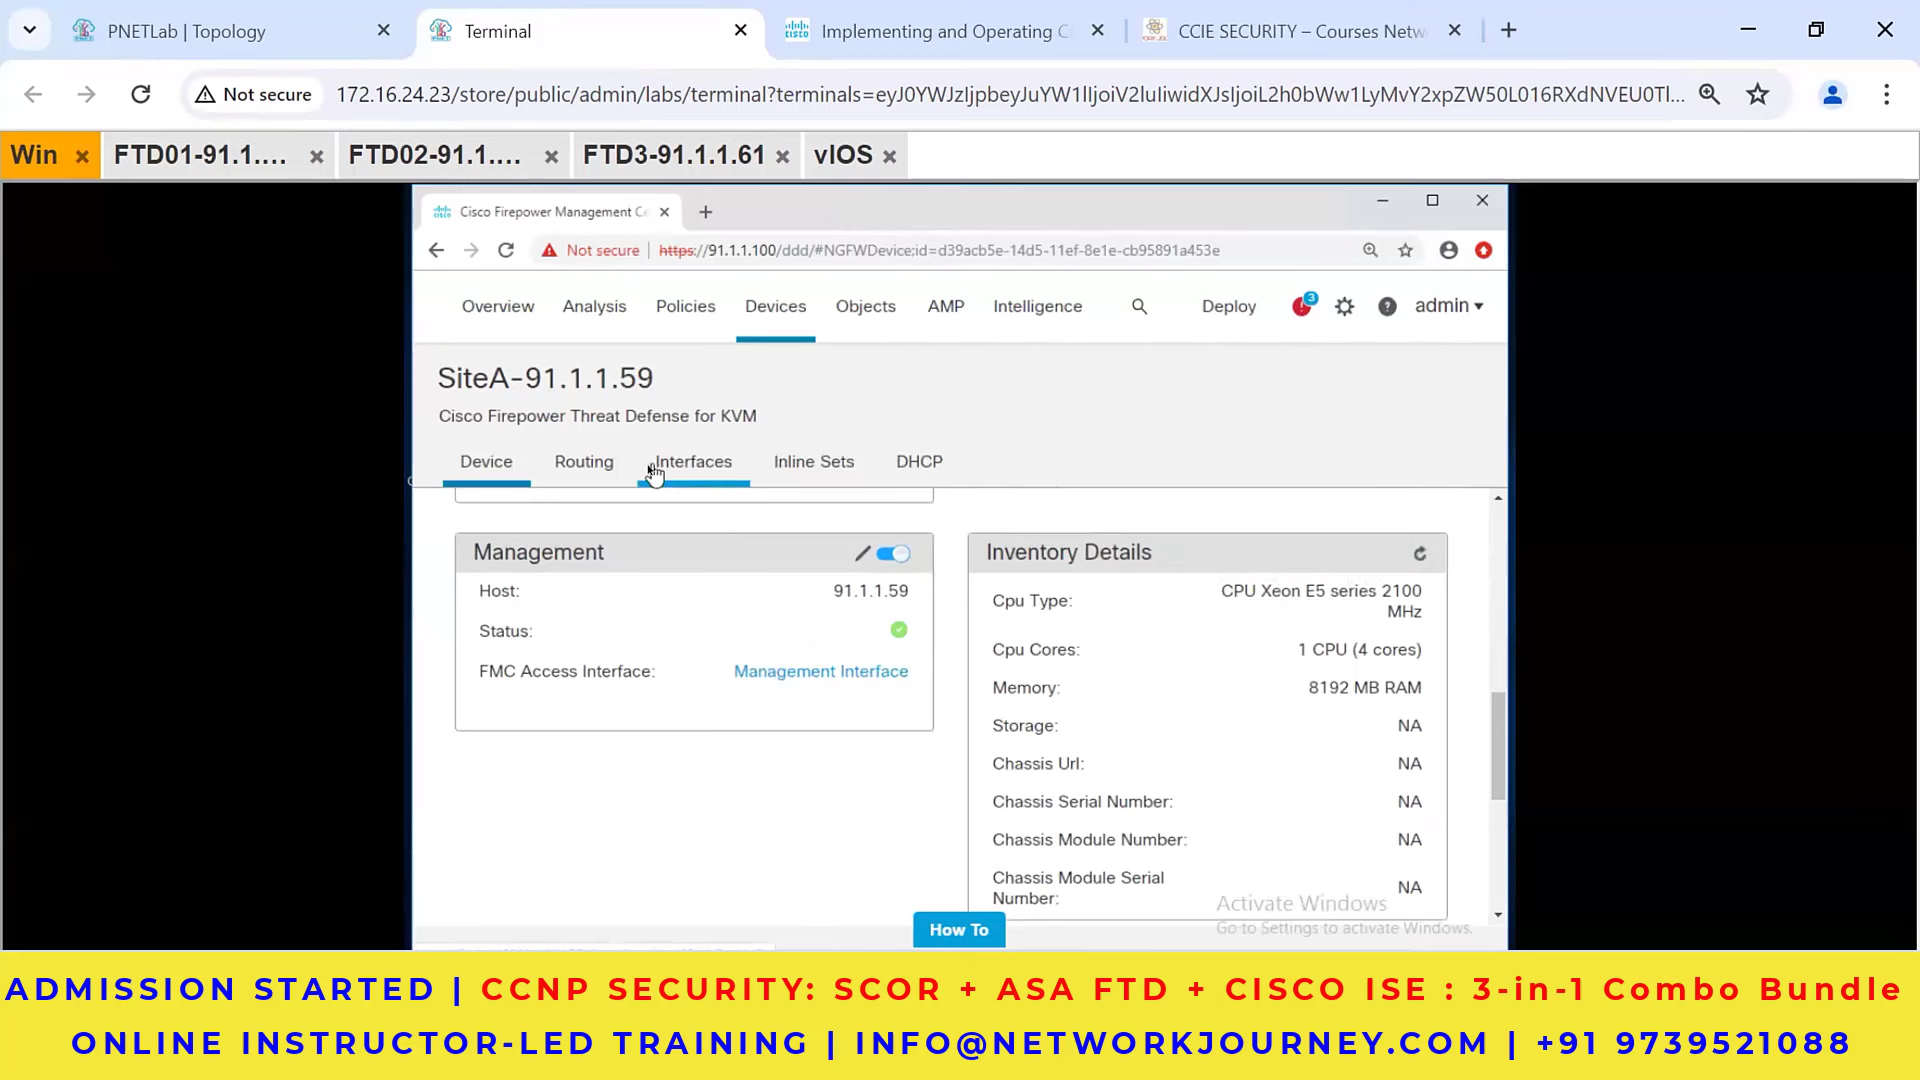 PNETLab | Topology
Terminal
Implementing and Operating C
CCIE SECURITY – Courses Netw
Not secure
172.16.24.23/store/public/admin/labs/terminal?terminals=
Win
FTD01-91.1....
FTD02-91.1....
FTD3-91.1.1.61
vIOS
Cisco Firepower Management Ce
Not secure
https://91.1.1.100/ddd/#NGFWDevice;id=d39acb5e-14d5-11ef-8e1e-cb95891a453e
Overview
Analysis
Policies
Devices
Objects
AMP
Intelligence
Deploy
3
admin
SiteA-91.1.1.59
Cisco Firepower Threat Defense for KVM
Device
Routing
Interfaces
Inline Sets
DHCP
Management
Host: 91.1.1.59
Status:
FMC Access Interface: Management Interface
Inventory Details
Cpu Type: CPU Xeon E5 series 2100
MHz
Cpu Cores: 1 CPU (4 cores)
Memory: 8192 MB RAM
Storage: NA
Chassis Url: NA
Chassis Serial Number: NA
Chassis Module Number: NA
Chassis Module Serial
Number: NA
Activate Windows
Go to Settings to activate Windows.
How To
ADMISSION STARTED | CCNP SECURITY: SCOR + ASA FTD + CISCO ISE : 3-in-1 Combo Bundle
ONLINE INSTRUCTOR-LED TRAINING | INFO@NETWORKJOURNEY.COM | +91 9739521088